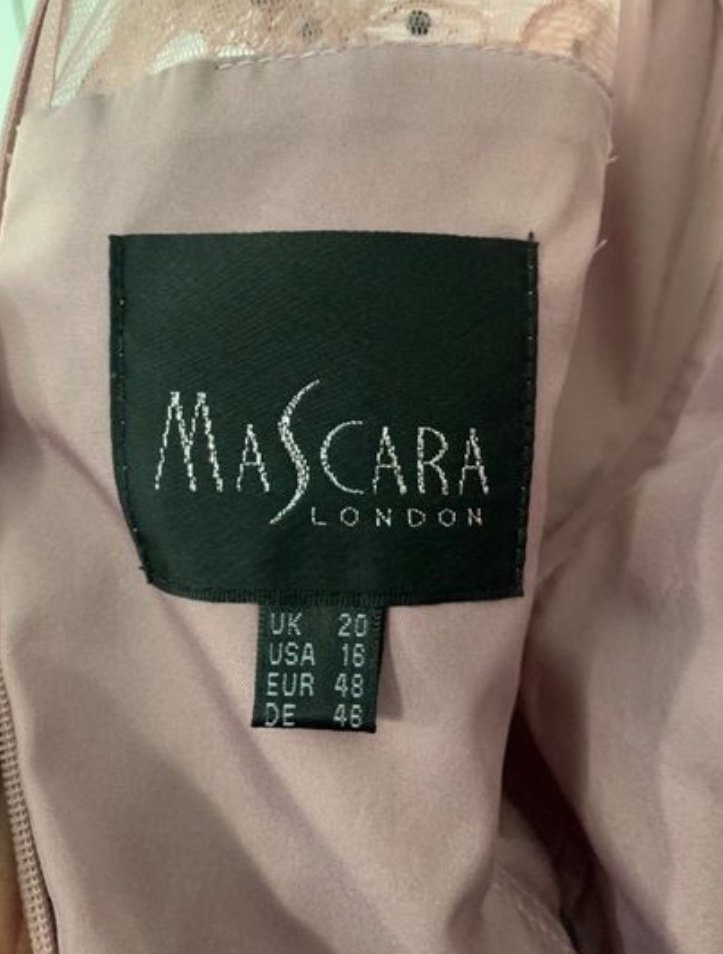 MASCARA
LONDON
UK 20
USA 16
EUR 48
DE 46